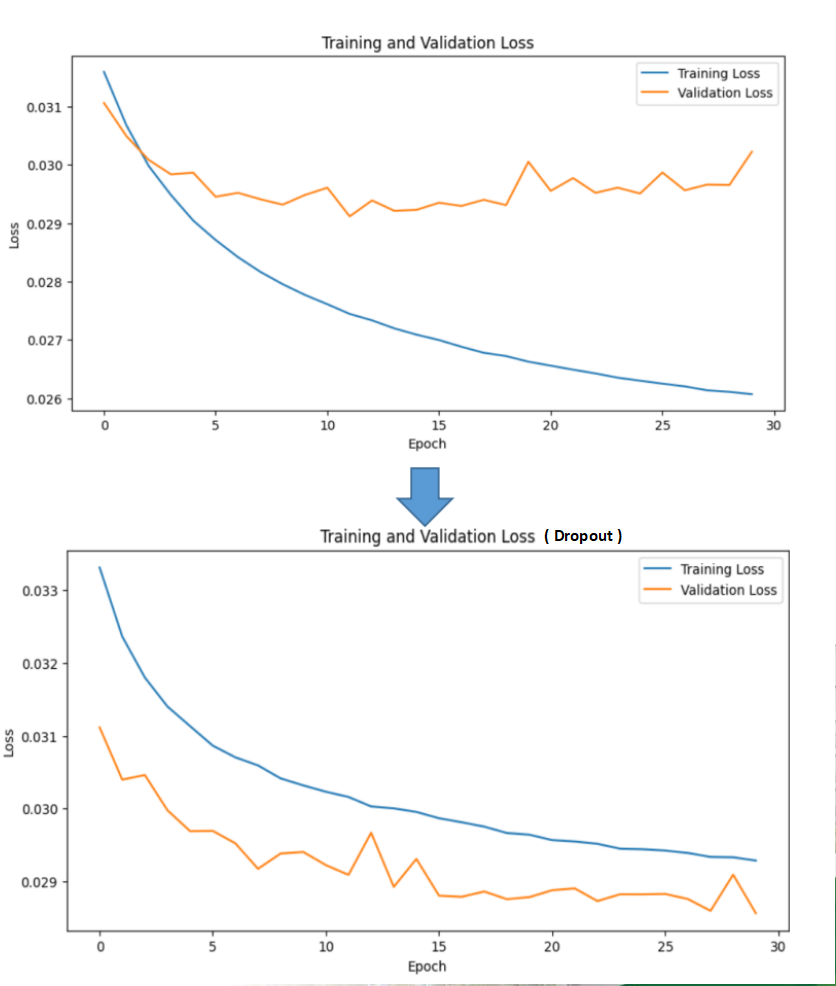 Training and Validation Loss
Training Loss
Validation Loss
0.031
0.030
0.029
0.028
0.027
0.026
Loss
0 5 10 15 20 25 30
Epoch
Training and Validation Loss ( Dropout )
Training Loss
Validation Loss
0.033
0.032
0.031
0.030
0.029
Loss
0 5 10 15 20 25 30
Epoch